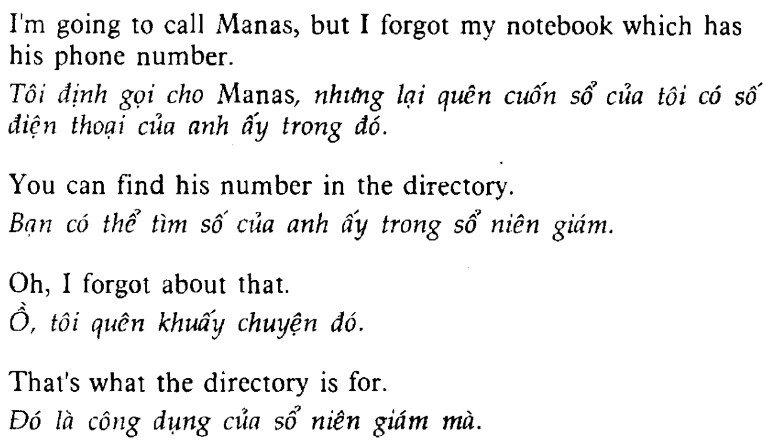 I'm going to call Manas, but I forgot my notebook which has
his phone number.
Tôi định gọi cho Manas, nhưng lại quên cuốn sổ của tôi có số
điện thoại của anh ấy trong đó.
You can find his number in the directory.
Bạn có thể tìm số của anh ấy trong sổ niên giám.
Oh, I forgot about that.
Ồ, tôi quên khuấy chuyện đó.
That's what the directory is for.
Đó là công dụng của sổ niên giám mà.